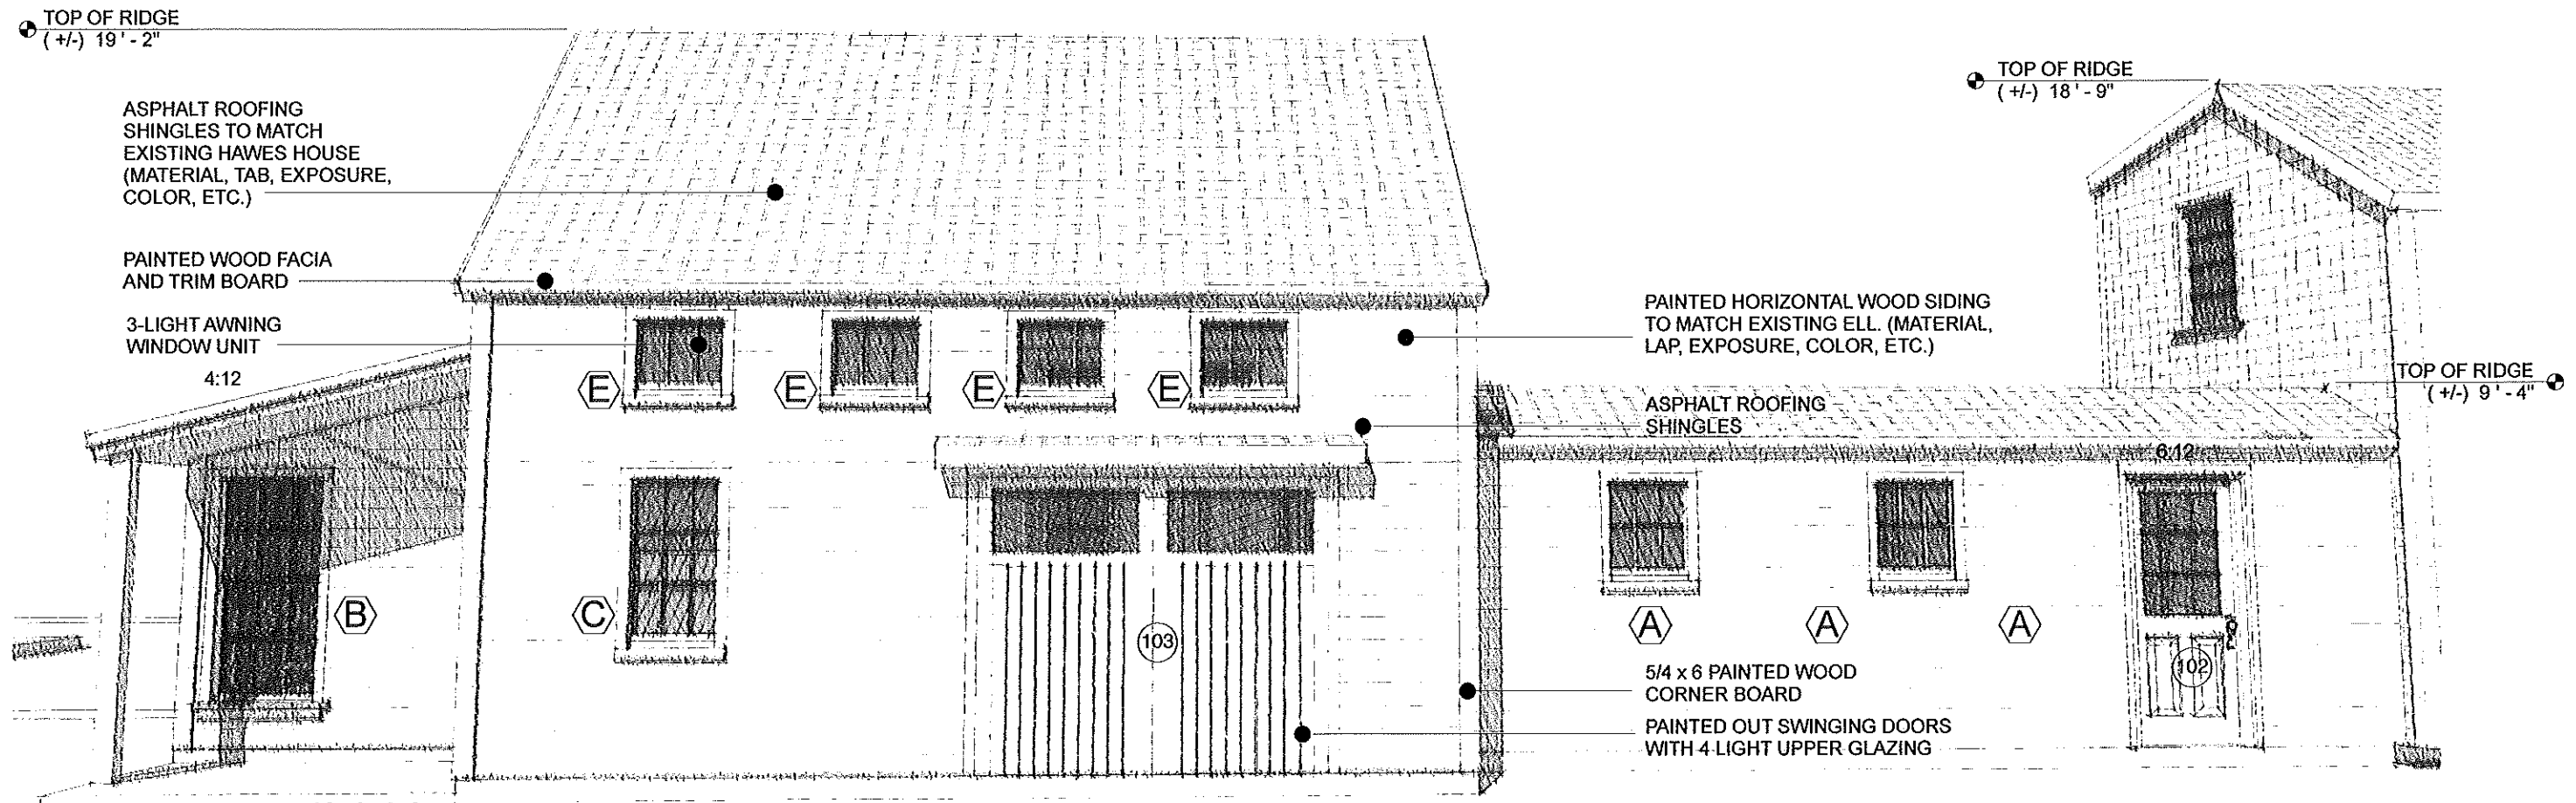 TOP OF RIDGE
( +/-) 19 ' - 2"
ASPHALT ROOFING
SHINGLES TO MATCH
EXISTING HAWES HOUSE
(MATERIAL, TAB, EXPOSURE,
COLOR, ETC.)
PAINTED WOOD FACIA
AND TRIM BOARD
3-LIGHT AWNING
WINDOW UNIT
4:12
E
E
E
E
B
C
103
TOP OF RIDGE
( +/-) 18 ' - 9"
PAINTED HORIZONTAL WOOD SIDING
TO MATCH EXISTING ELL. (MATERIAL,
LAP, EXPOSURE, COLOR, ETC.)
TOP OF RIDGE
( +/-) 9 ' - 4"
ASPHALT ROOFING
SHINGLES
6:12
A
A
A
102
5/4 x 6 PAINTED WOOD
CORNER BOARD
PAINTED OUT SWINGING DOORS
WITH 4 LIGHT UPPER GLAZING